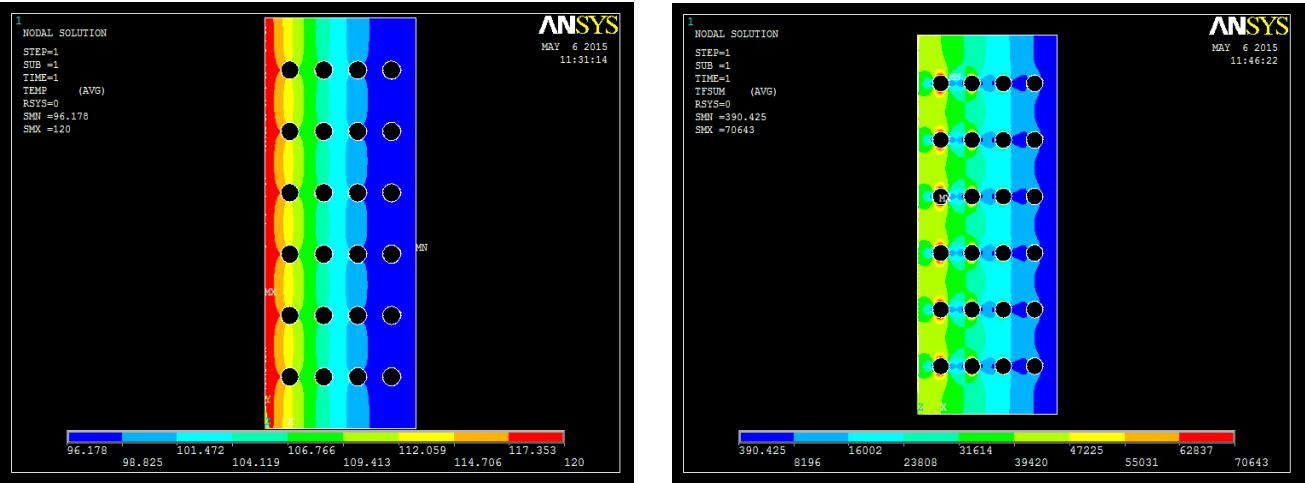 1
NODAL SOLUTION
STEP=1
SUB =1
TIME=1
TEMP (AVG)
RSYS=0
SMN =96.178
SMX =120
ANSYS
MAY 6 2015
11:31:14
MN
MX
Y
Z X
96.178 101.472 106.766 112.059 117.353
98.825 104.119 109.413 114.706 120
1
NODAL SOLUTION
STEP=1
SUB =1
TIME=1
TFSUM (AVG)
RSYS=0
SMN =390.425
SMX =70643
ANSYS
MAY 6 2015
11:46:22
MN
MX
Z X
390.425 16002 31614 47225 62837
8196 23808 39420 55031 70643